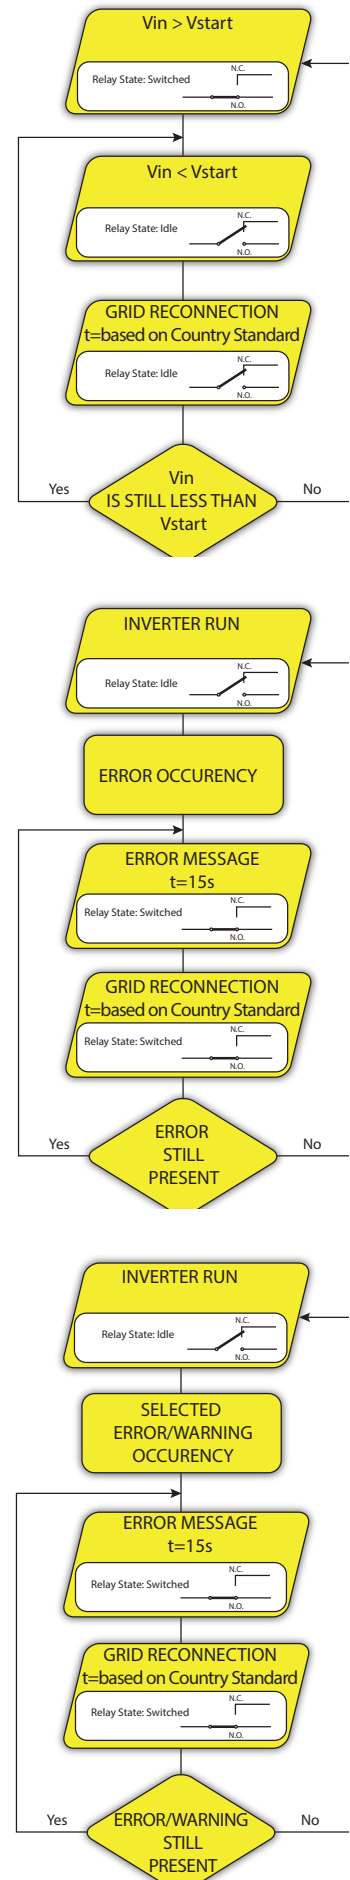 Vin > Vstart
N.C.
Relay State: Switched
N.O.
Vin < Vstart
N.C.
Relay State: Idle
N.O.
GRID RECONNECTION
t=based on Country Standard
N.C.
Relay State: Idle
N.O.
Vin
Yes
No
IS STILL LESS THAN
Vstart
INVERTER RUN
N.C.
Relay State: Idle
N.O.
ERROR OCCURENCY
ERROR MESSAGE
t=15s
N.C.
Relay State: Switched
N.O.
GRID RECONNECTION
t=based on Country Standard
N.C.
Relay State: Switched
N.O.
ERROR
Yes
STILL
No
PRESENT
INVERTER RUN
N.C.
Relay State: Idle
N.O.
SELECTED
ERROR/WARNING
OCCURENCY
ERROR MESSAGE
t=15s
N.C.
Relay State: Switched
N.O.
GRID RECONNECTION
t=based on Country Standard
N.C.
Relay State: Switched
N.O.
Yes
ERROR/WARNING
No
STILL
PRESENT